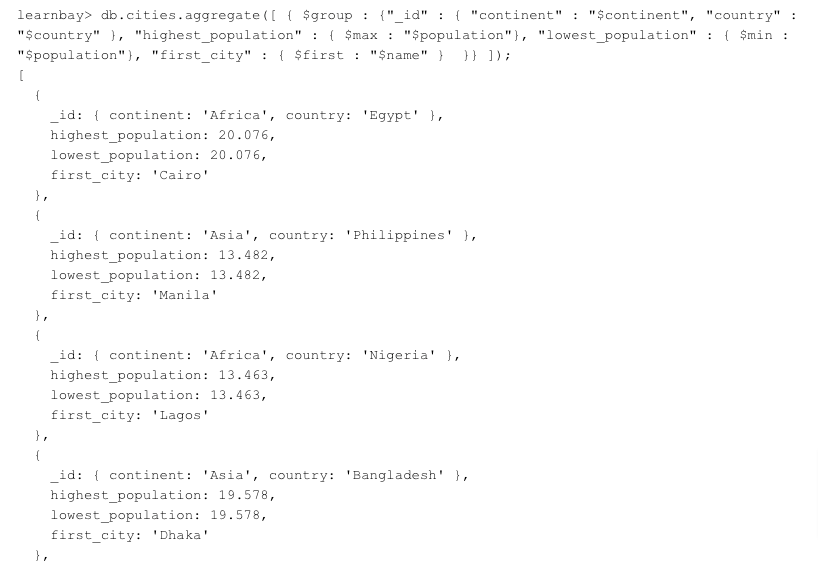 learnbay> db.cities.aggregate([ { $group : {"_id" : { "continent" : "$continent", "country" :
"$country" }, "highest_population" : { $max : "$population"}, "lowest_population" : { $min :
"$population"}, "first_city" : { $first : "$name" }  }} ]);
[
  {
    _id: { continent: 'Africa', country: 'Egypt' },
    highest_population: 20.076,
    lowest_population: 20.076,
    first_city: 'Cairo'
  },
  {
    _id: { continent: 'Asia', country: 'Philippines' },
    highest_population: 13.482,
    lowest_population: 13.482,
    first_city: 'Manila'
  },
  {
    _id: { continent: 'Africa', country: 'Nigeria' },
    highest_population: 13.463,
    lowest_population: 13.463,
    first_city: 'Lagos'
  },
  {
    _id: { continent: 'Asia', country: 'Bangladesh' },
    highest_population: 19.578,
    lowest_population: 19.578,
    first_city: 'Dhaka'
  },